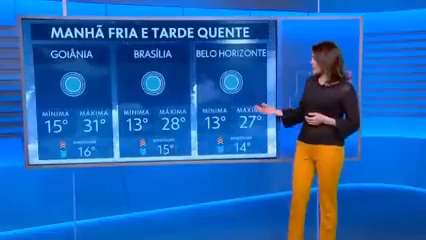 MANHÃ FRIA E TARDE QUENTE
GOIÂNIA BRASÍLIA BELO HORIZONTE
MÍNIMA MÁXIMA MÍNIMA MÁXIMA MÍNIMA MÁXIMA
15° 31° 13° 28° 13° 27°
16° 15° 14°